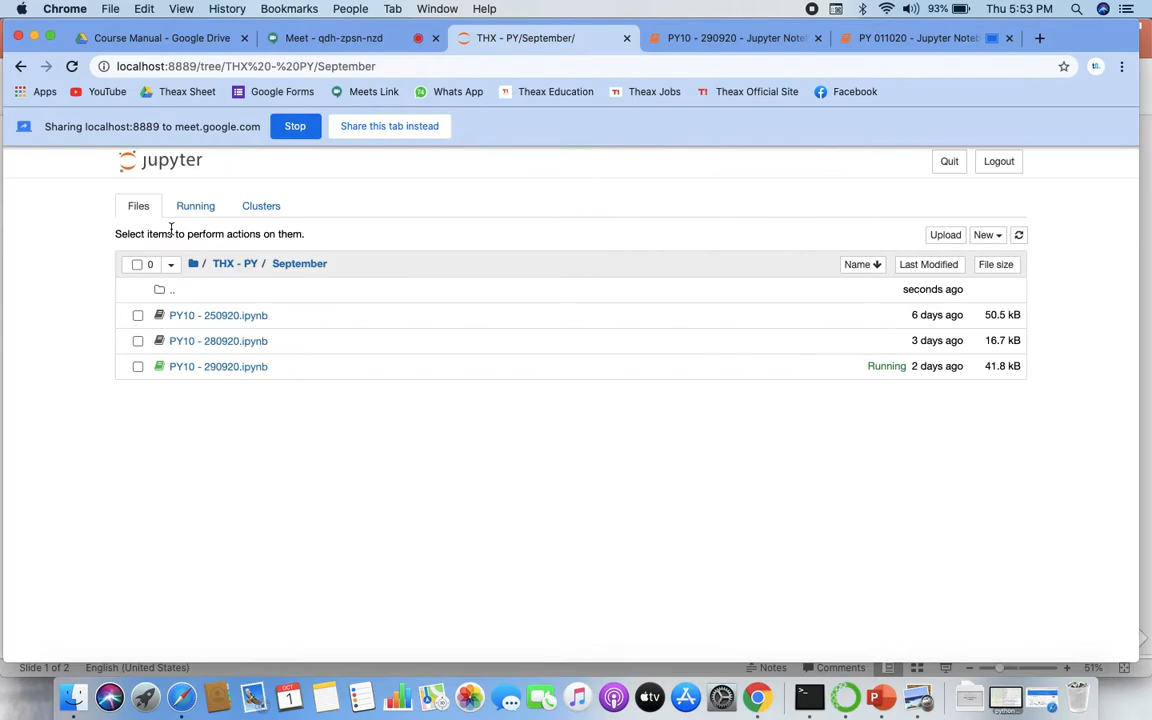 Chrome File Edit View History Bookmarks People Tab Window Help 93% Thu 5:53 PM
Course Manual - Google Drive Meet - qdh-zpsn-nzd THX - PY/September/ PY10 - 290920 - Jupyter Note PY 011020 - Jupyter Noteb
localhost:8889/tree/THX%20-%20PY/September
Apps YouTube Theax Sheet Google Forms Meets Link Whats App Theax Education Theax Jobs Theax Official Site Facebook
Sharing localhost:8889 to meet.google.com Stop Share this tab instead
jupyter Quit Logout
Files Running Clusters
Select items to perform actions on them. Upload New
0 / THX - PY / September Name Last Modified File size
.. seconds ago
PY10 - 250920.ipynb 6 days ago 50.5 kB
PY10 - 280920.ipynb 3 days ago 16.7 kB
PY10 - 290920.ipynb Running 2 days ago 41.8 kB
Slide 1 of 2 English (United States) Notes Comments 51%
OCT
1
tv
python...